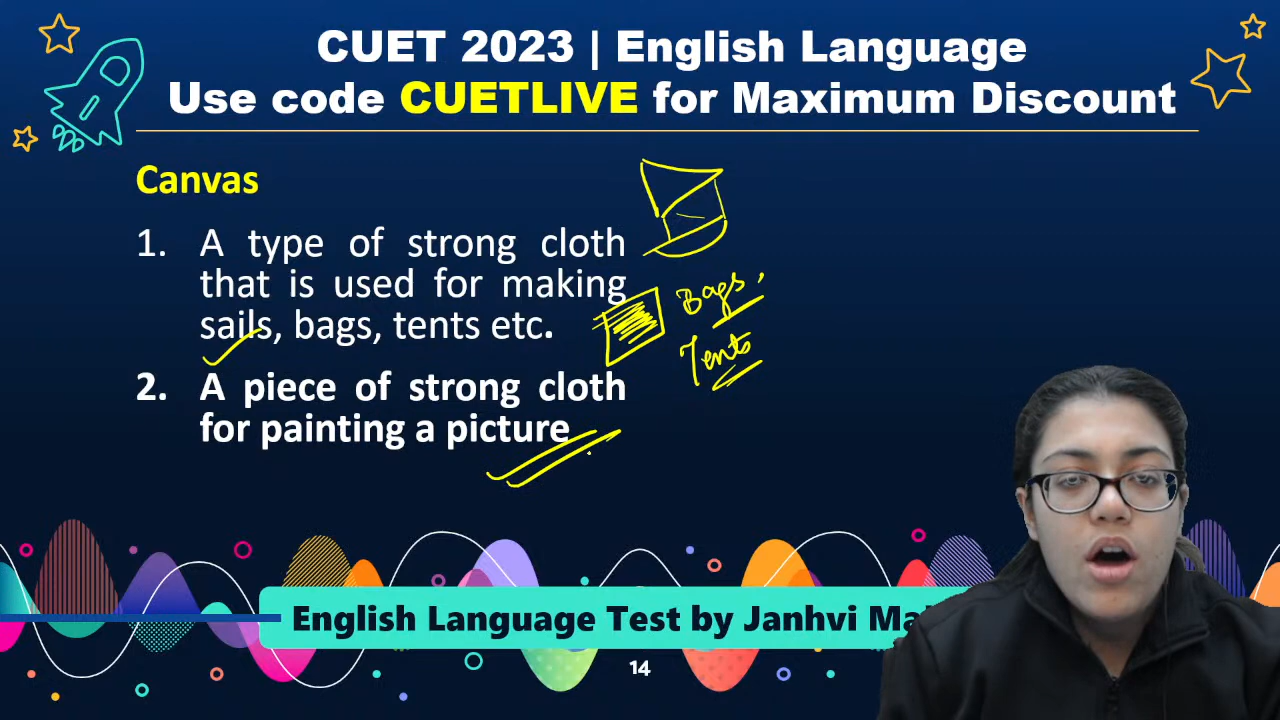 CUET 2023 | English Language
Use code CUETLIVE for Maximum Discount
Canvas
1. A type of strong cloth
that is used for making
sails, bags, tents etc.
Bags,
Tents
2. A piece of strong cloth
for painting a picture
English Language Test by Janhvi
14